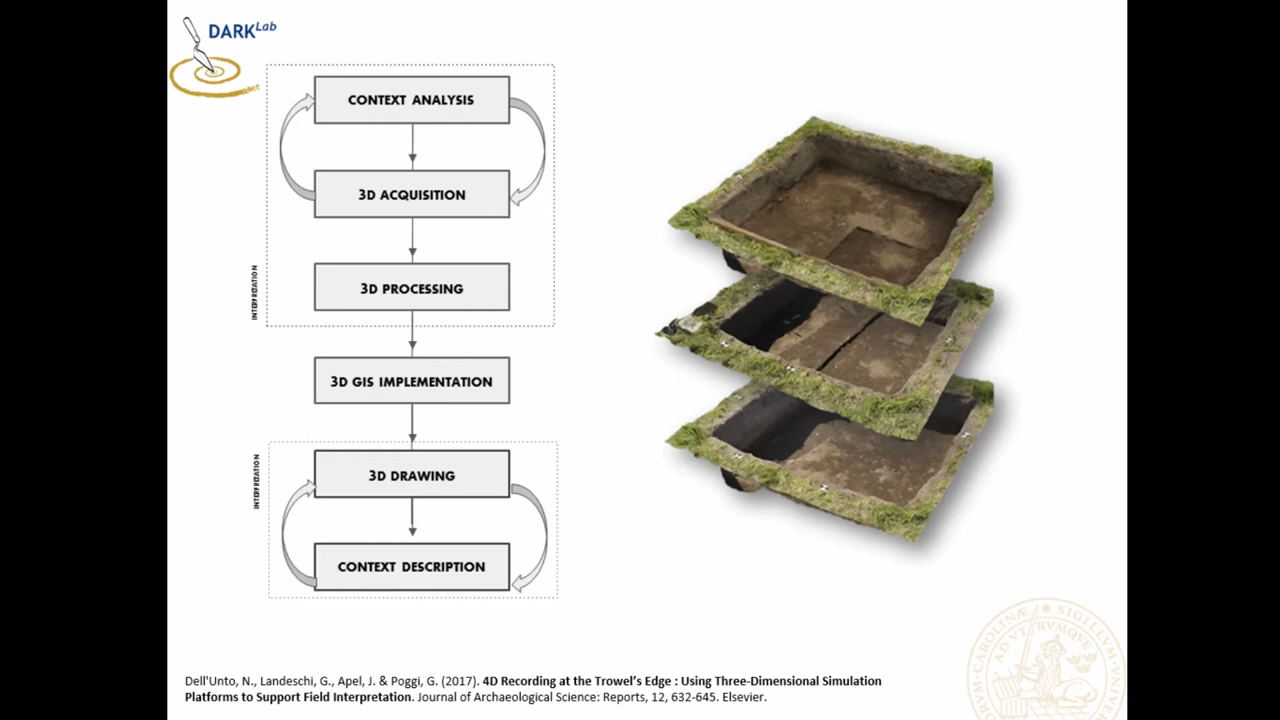 DARKLab
CONTEXT ANALYSIS
3D ACQUISITION
3D PROCESSING
INTERPRETATION
3D GIS IMPLEMENTATION
3D DRAWING
INTERPRETATION
CONTEXT DESCRIPTION
Dell'Unto, N., Landeschi, G., Apel, J. & Poggi, G. (2017). 4D Recording at the Trowel's Edge : Using Three-Dimensional Simulation
Platforms to Support Field Interpretation. Journal of Archaeological Science: Reports, 12, 632-645. Elsevier.